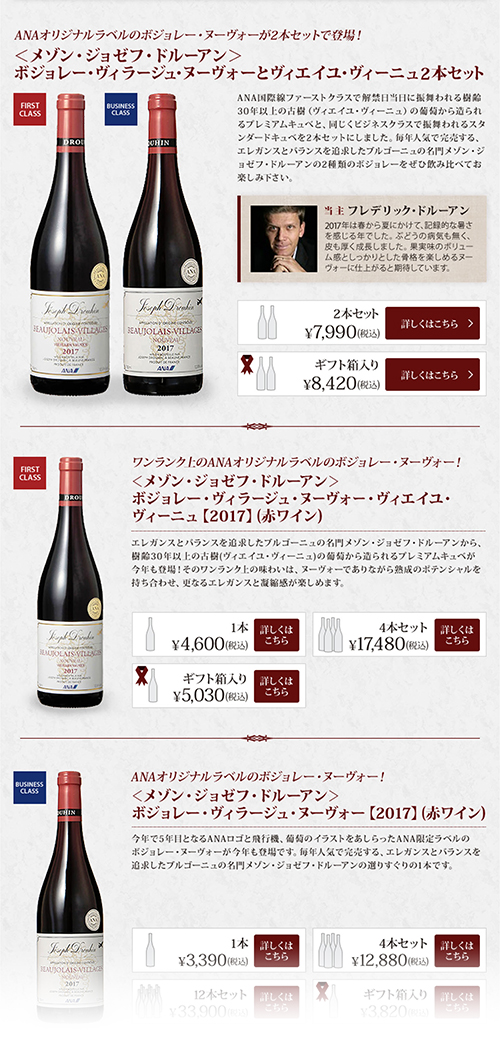 ANAオリジナルラベルのボジョレー・ヌーヴォーが2本セットで登場！
＜メゾン・ジョゼフ・ドルーアン＞
ボジョレー・ヴィラージュ・ヌーヴォーとヴィエイユ・ヴィーニュ2本セット
FIRST
CLASS
BUSINESS
CLASS
ANA国際線ファーストクラスで解禁日当日に振舞われる樹齢
30年以上の古樹（ヴィエイユ・ヴィーニュ）の葡萄から造られ
るプレミアムキュベと、同じくビジネスクラスで振舞われるスタ
ンダードキュベを2本セットにしました。毎年人気で完売する、
エレガンスとバランスを追求したブルゴーニュの名門メゾン・ジ
ョゼフ・ドルーアンの2種類のボジョレーをぜひ飲み比べてお
楽しみ下さい。
当主 フレデリック・ドルーアン
2017年は春から夏にかけて、記録的な暑さ
を感じる年でした。ぶどうの病気も無く、
皮も厚く成長しました。果実味のボリュー
ム感としっかりとした骨格を楽しめるヌー
ヴォーに仕上がると期待しています。
DROUHIN
Joseph Drouhin
BEAUJOLAIS-VILLAGES
NOUVEAU
2017
ANA
Joseph Drouhin
BEAUJOLAIS-VILLAGES
NOUVEAU
2017
ANA
2本セット
¥7,990(税込)
詳しくはこちら
ギフト箱入り
¥8,420(税込)
詳しくはこちら
FIRST
CLASS
ワンランク上のANAオリジナルラベルのボジョレー・ヌーヴォー！
＜メゾン・ジョゼフ・ドルーアン＞
ボジョレー・ヴィラージュ・ヌーヴォー・ヴィエイユ・
ヴィーニュ【2017】(赤ワイン)
エレガンスとバランスを追求したブルゴーニュの名門メゾン・ジョゼフ・ドルーアンから、
樹齢30年以上の古樹(ヴィエイユ・ヴィーニュ)の葡萄から造られるプレミアムキュベが
今年も登場！そのワンランク上の味わいは、ヌーヴォーでありながら熟成のポテンシャルを
持ち合わせ、更なるエレガンスと凝縮感が楽しめます。
Joseph Drouhin
BEAUJOLAIS-VILLAGES
NOUVEAU
2017
ANA
1本
¥4,600(税込)
詳しくは
こちら
4本セット
¥17,480(税込)
詳しくは
こちら
ギフト箱入り
¥5,030(税込)
詳しくは
こちら
BUSINESS
CLASS
ANAオリジナルラベルのボジョレー・ヌーヴォー！
＜メゾン・ジョゼフ・ドルーアン＞
ボジョレー・ヴィラージュ・ヌーヴォー【2017】(赤ワイン)
今年で5年目となるANAロゴと飛行機、葡萄のイラストをあしらったANA限定ラベルの
ボジョレー・ヌーヴォーが今年も登場です。毎年人気で完売する、エレガンスとバランスを
追求したブルゴーニュの名門メゾン・ジョゼフ・ドルーアンの選りすぐりの1本です。
Joseph Drouhin
BEAUJOLAIS-VILLAGES
NOUVEAU
2017
1本
¥3,390(税込)
詳しくは
こちら
4本セット
¥12,880(税込)
詳しくは
こちら
12本セット
¥33,900(税込)
詳しくは
こちら
ギフト箱入り
¥3,820(税込)
詳しくは
こちら